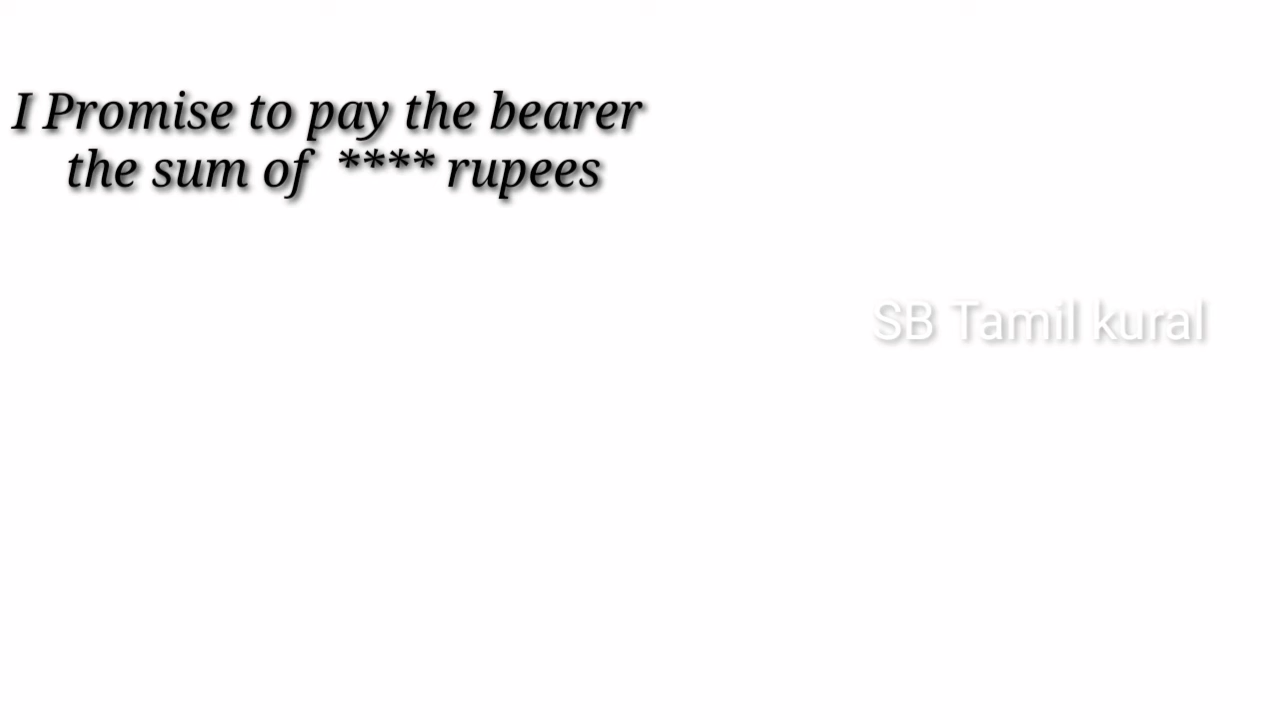 I Promise to pay the bearer
the sum of **** rupees
SB Tamil kural